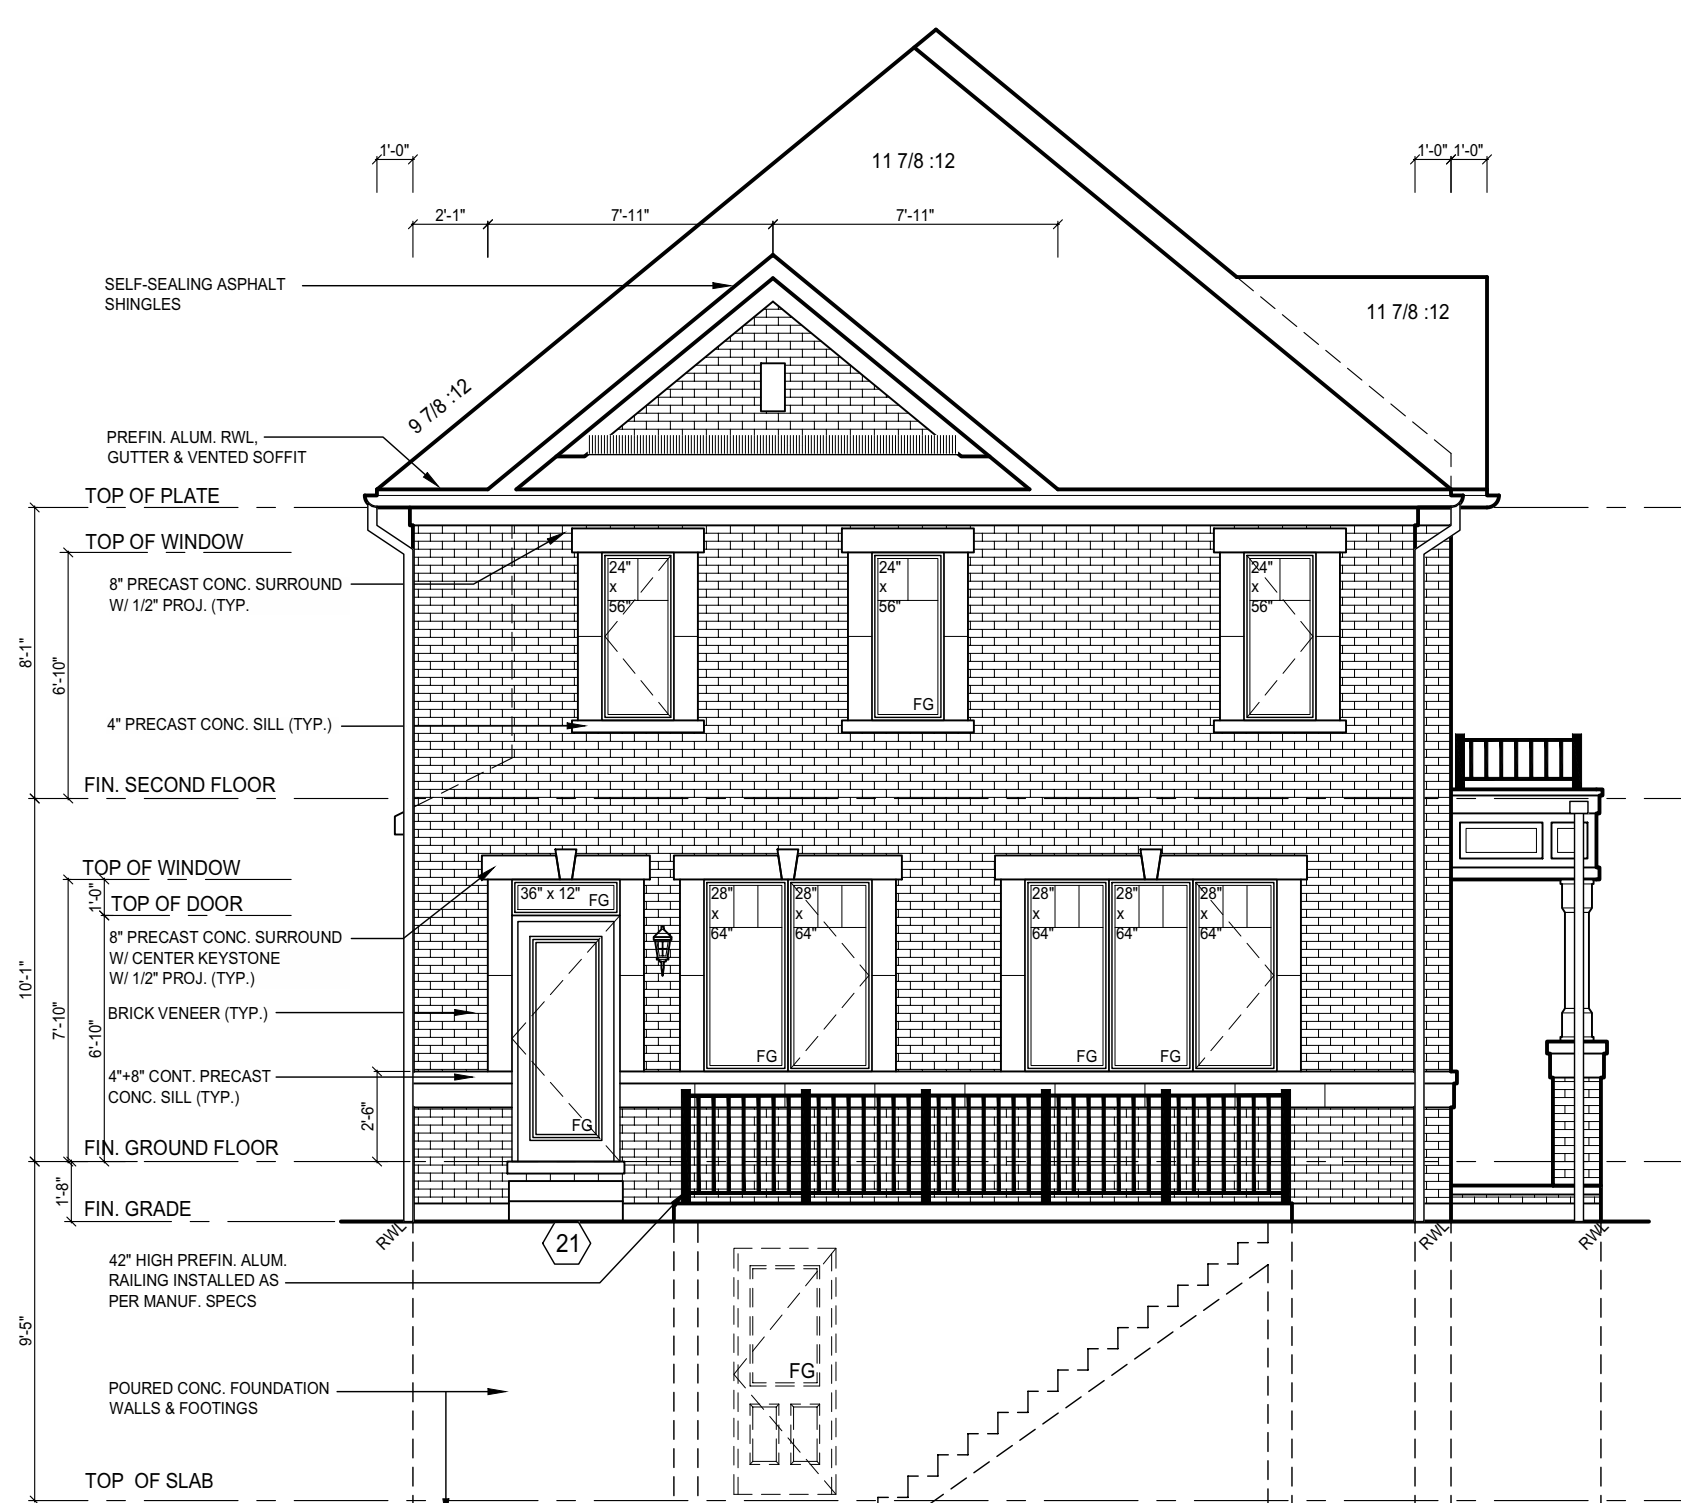 1'-0"
1'-0"
1'-0"
11 7/8 :12
2'-1"
7'-11"
7'-11"
SELF-SEALING ASPHALT
SHINGLES
11 7/8 :12
9 7/8 :12
PREFIN. ALUM. RWL,
GUTTER & VENTED SOFFIT
TOP OF PLATE
TOP OF WINDOW
8" PRECAST CONC. SURROUND
W/ 1/2" PROJ. (TYP.
24"
x
56"
24"
x
56"
24"
x
56"
8'-1"
6'-10"
FG
4" PRECAST CONC. SILL (TYP.)
FIN. SECOND FLOOR
TOP OF WINDOW
1'-0"
TOP OF DOOR
36" x 12"
FG
28"
x
64"
28"
x
64"
28"
x
64"
28"
x
64"
28"
x
64"
8" PRECAST CONC. SURROUND
W/ CENTER KEYSTONE
W/ 1/2" PROJ. (TYP.)
10'-1"
7'-10"
6'-10"
BRICK VENEER (TYP.)
FG
FG
FG
4"+8" CONT. PRECAST
CONC. SILL (TYP.)
2'-6"
FG
FIN. GROUND FLOOR
1'-8"
FIN. GRADE
RWL
RWL
RWL
21
42" HIGH PREFIN. ALUM.
RAILING INSTALLED AS
PER MANUF. SPECS
9'-5"
FG
POURED CONC. FOUNDATION
WALLS & FOOTINGS
TOP OF SLAB